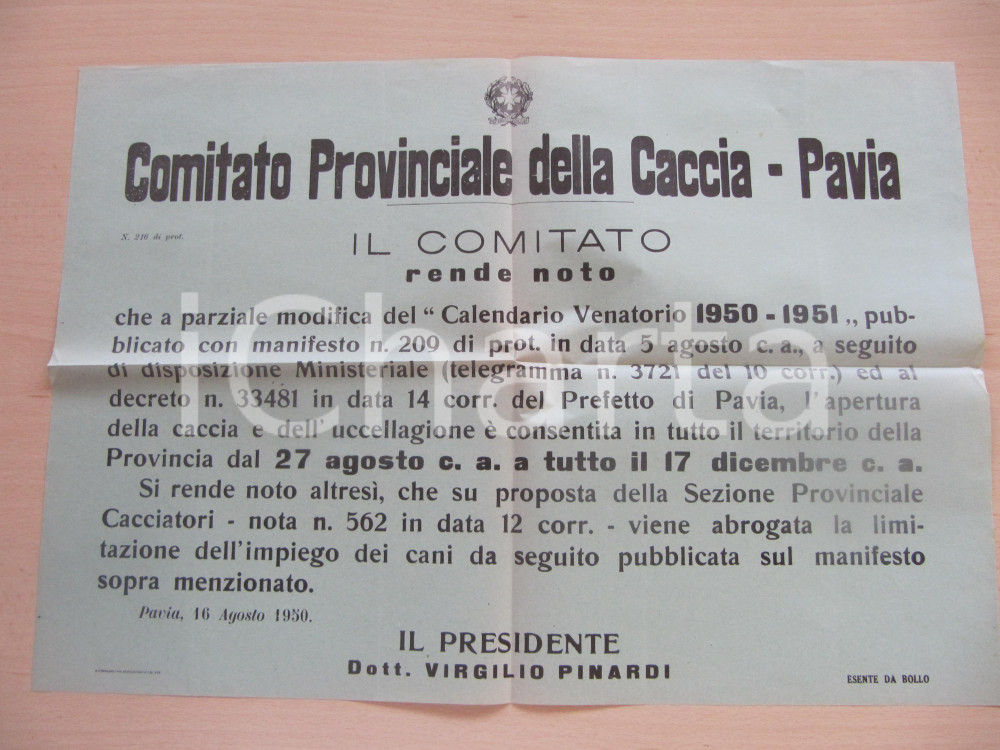 Comitato Provinciale della Caccia - Pavia
N. 216 di prot.
IL COMITATO
rende noto
che a parziale modifica del “ Calendario Venatorio 1950 - 1951 „ pub-
blicato con manifesto n. 209 di prot. in data 5 agosto c. a., a seguito
di disposizione Ministeriale (telegramma n. 3721 del 10 corr.) ed al
decreto n. 33481 in data 14 corr. del Prefetto di Pavia, l'apertura
della caccia e dell'uccellagione è consentita in tutto il territorio della
Provincia dal 27 agosto c. a. a tutto il 17 dicembre c. a.
Si rende noto altresì, che su proposta della Sezione Provinciale
Cacciatori - nota n. 562 in data 12 corr. - viene abrogata la limi-
tazione dell'impiego dei cani da seguito pubblicata sul manifesto
sopra menzionato.
Pavia, 16 Agosto 1950.
IL PRESIDENTE
Dott. VIRGILIO PINARDI
ESENTE DA BOLLO
iCharta